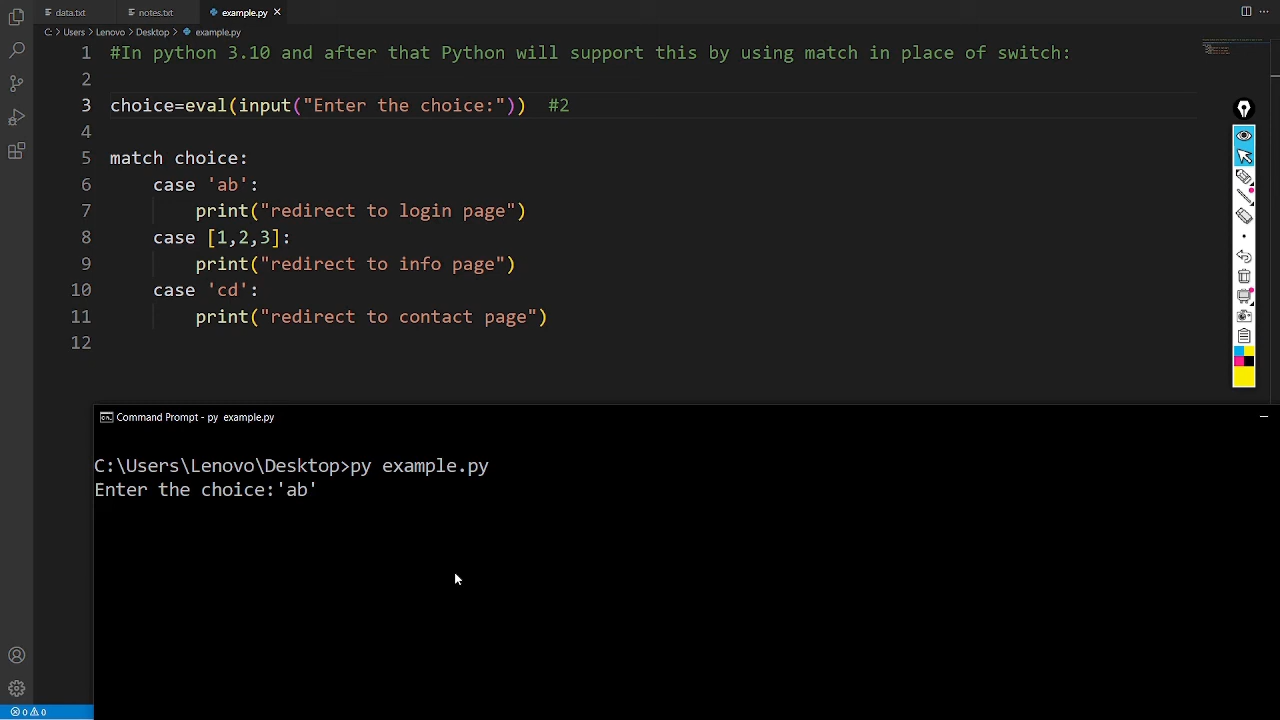 data.txt
notes.txt
example.py
C: > Users > Lenovo > Desktop > example.py
1 #In python 3.10 and after that Python will support this by using match in place of switch:
2
3 choice=eval(input("Enter the choice:")) #2
4
5 match choice:
6 case 'ab':
7 print("redirect to login page")
8 case [1,2,3]:
9 print("redirect to info page")
10 case 'cd':
11 print("redirect to contact page")
12
Command Prompt - py example.py
C:\Users\Lenovo\Desktop>py example.py
Enter the choice:'ab'
0 0